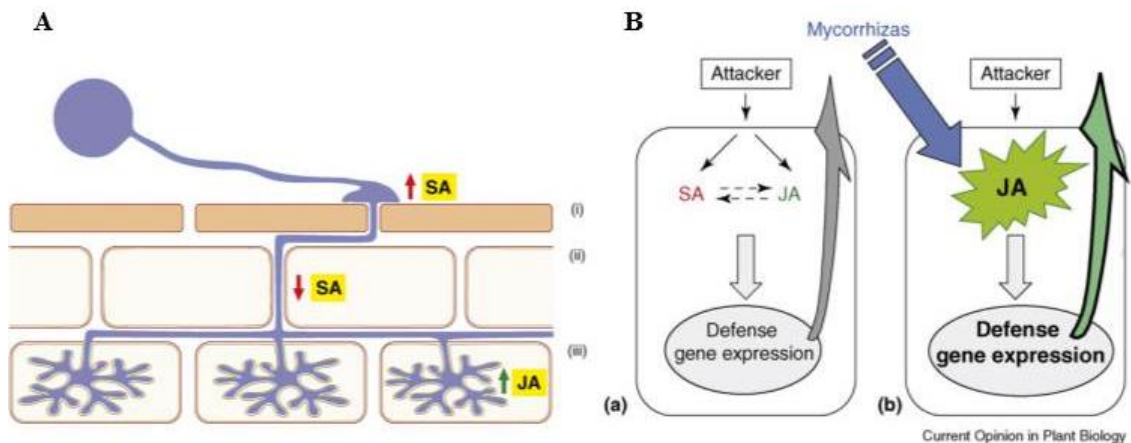 A
↑ SA
(i)
(ii)
↓ SA
(iii)
↑ JA
B
Mycorrhizas
Attacker
SA JA
Defense
gene expression
(a)
Attacker
JA
Defense
gene expression
(b)
Current Opinion in Plant Biology